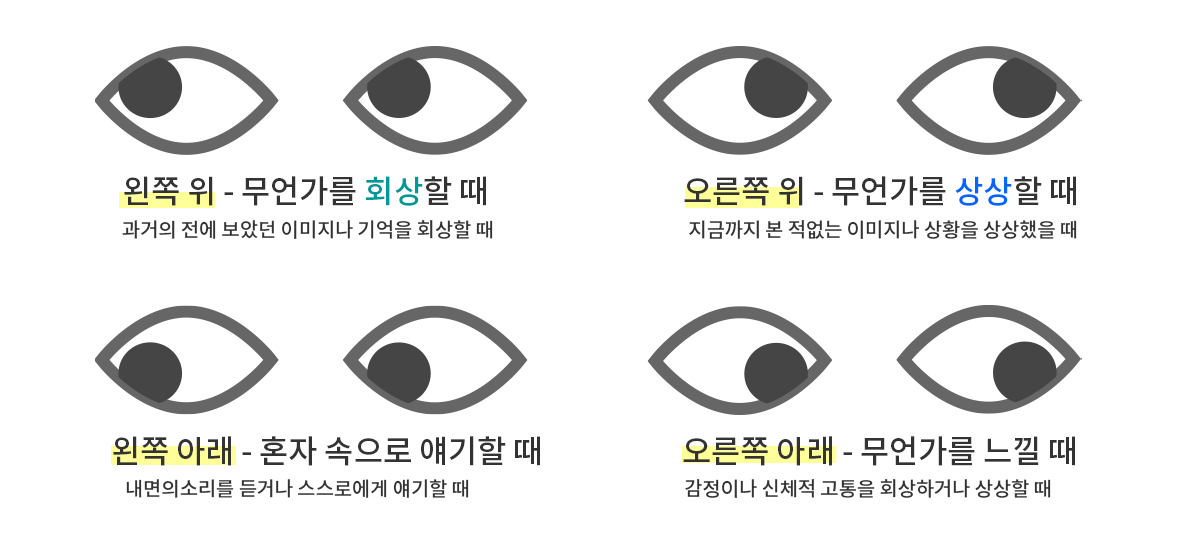 왼쪽 위 - 무언가를 회상할 때
과거의 전에 보았던 이미지나 기억을 회상할 때
오른쪽 위 - 무언가를 상상할 때
지금까지 본 적없는 이미지나 상황을 상상했을 때
왼쪽 아래 - 혼자 속으로 얘기할 때
내면의소리를 듣거나 스스로에게 얘기할 때
오른쪽 아래 - 무언가를 느낄 때
감정이나 신체적 고통을 회상하거나 상상할 때